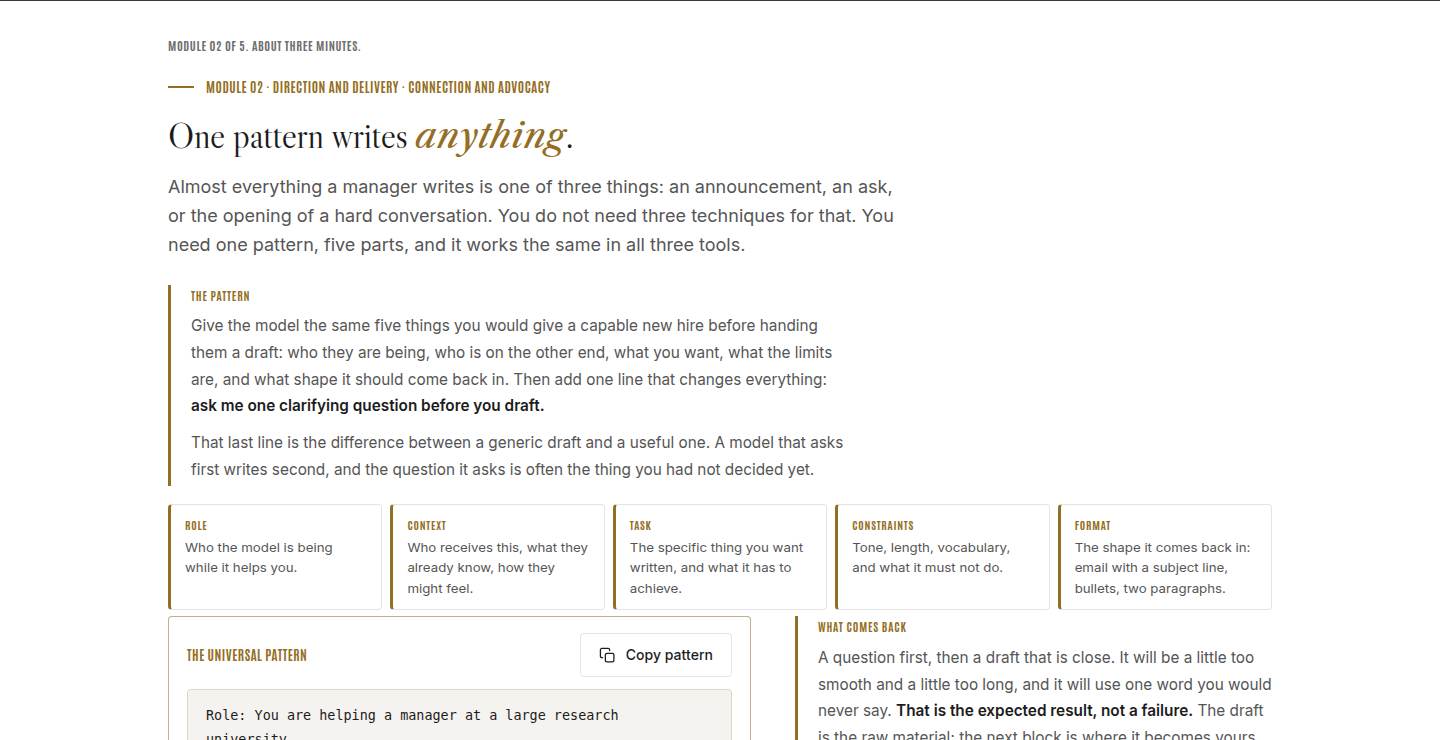 MODULE 02 OF 5. ABOUT THREE MINUTES.
MODULE 02 · DIRECTION AND DELIVERY · CONNECTION AND ADVOCACY
One pattern writes anything.
Almost everything a manager writes is one of three things: an announcement, an ask,
or the opening of a hard conversation. You do not need three techniques for that. You
need one pattern, five parts, and it works the same in all three tools.
THE PATTERN
Give the model the same five things you would give a capable new hire before handing
them a draft: who they are being, who is on the other end, what you want, what the limits
are, and what shape it should come back in. Then add one line that changes everything:
ask me one clarifying question before you draft.
That last line is the difference between a generic draft and a useful one. A model that asks
first writes second, and the question it asks is often the thing you had not decided yet.
ROLE
Who the model is being
while it helps you.
CONTEXT
Who receives this, what they
already know, how they
might feel.
TASK
The specific thing you want
written, and what it has to
achieve.
CONSTRAINTS
Tone, length, vocabulary,
and what it must not do.
FORMAT
The shape it comes back in:
email with a subject line,
bullets, two paragraphs.
THE UNIVERSAL PATTERN
Copy pattern
Role: You are helping a manager at a large research
university.
WHAT COMES BACK
A question first, then a draft that is close. It will be a little too
smooth and a little too long, and it will use one word you would
never say. That is the expected result, not a failure. The draft
is the raw material; the next block is where it becomes yours.